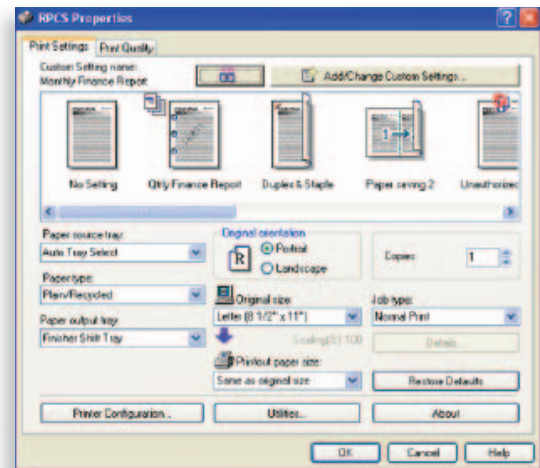 RPCS Properties
Print Settings Print Quality
Custom Setting name:
Monthly Finance Report
Add/Change Custom Settings...
No Setting Qtrly Finance Report Duplex & Staple Paper saving 2 Unauthorized
Paper source tray:
Auto Tray Select
Original orientation
R
Portrait
Landscape
Copies:
1
Paper type:
Plain/Recycled
Original size:
Letter (8 1/2" x 11")
Job type:
Normal Print
Paper output tray:
Finisher Shift Tray
Scaling(%) 100
Details...
Printout paper size:
Same as original size
Restore Defaults
Printer Configuration...
Utilities...
About
OK Cancel Help